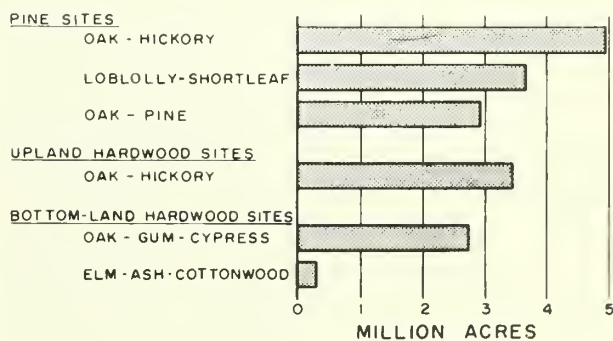 PINE SITES
OAK - HICKORY
LOBLOLLY-SHORTLEAF
OAK - PINE
UPLAND HARDWOOD SITES
OAK - HICKORY
BOTTOM-LAND HARDWOOD SITES
OAK - GUM - CYPRESS
ELM - ASH - COTTONWOOD
0 1 2 3 4 5
MILLION ACRES